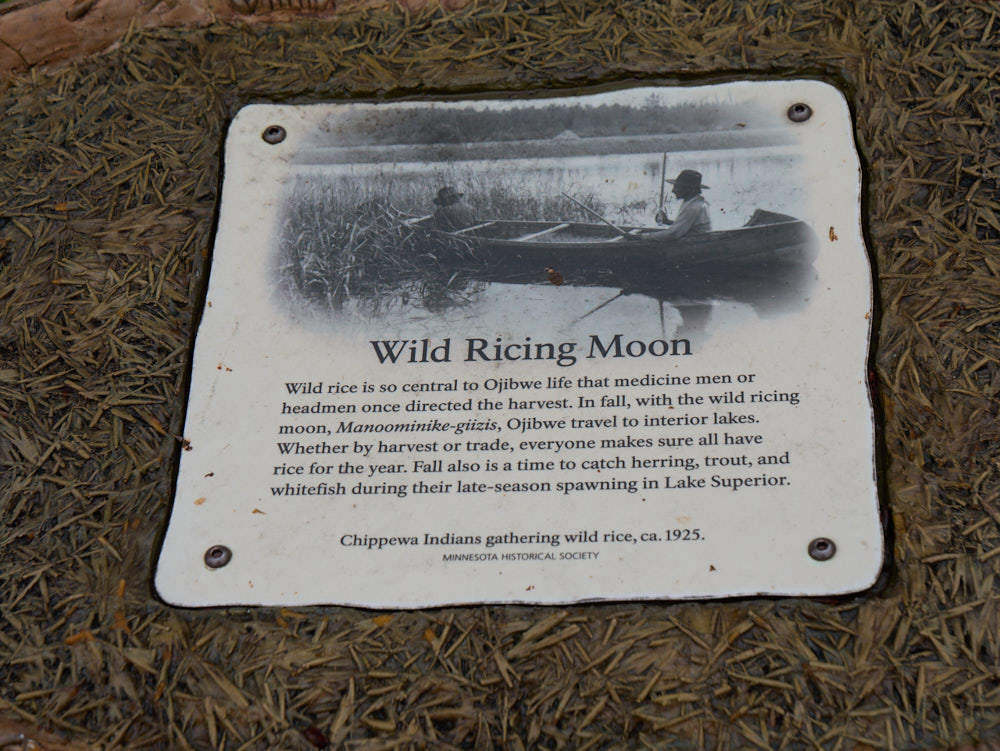 Wild Ricing Moon
Wild rice is so central to Ojibwe life that medicine men or
headmen once directed the harvest. In fall, with the wild ricing
moon, Manoominike-giizis, Ojibwe travel to interior lakes.
Whether by harvest or trade, everyone makes sure all have
rice for the year. Fall also is a time to catch herring, trout, and
whitefish during their late-season spawning in Lake Superior.
Chippewa Indians gathering wild rice, ca. 1925.
MINNESOTA HISTORICAL SOCIETY